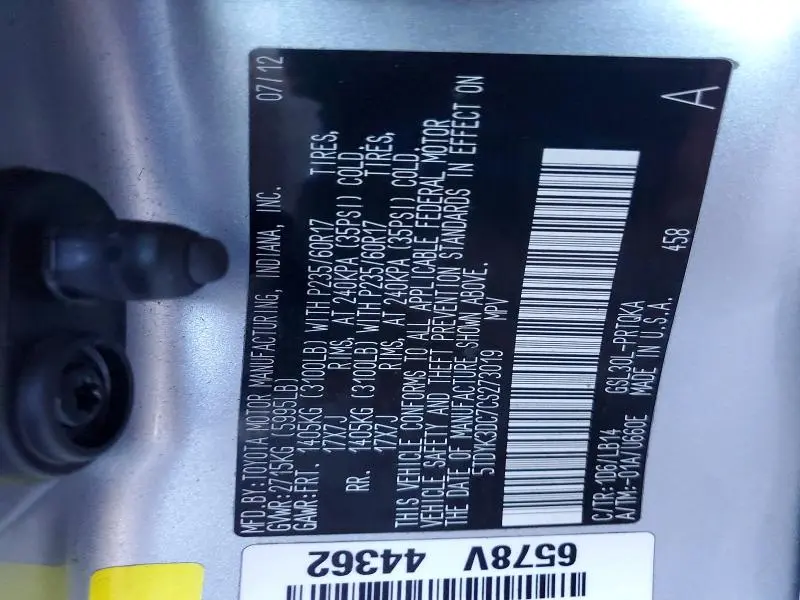 MFD.BY:TOYOTA MOTOR MANUFACTURING, INDIANA, INC. 07/12
GVWR:2715KG (5995LB)
GAWR:FRT. 1405KG (3100LB) WITH P235/60R17 TIRES,
17X7J RIMS, AT 240KPA (35PSI) COLD.
RR. 1405KG (3100LB) WITH P235/60R17 TIRES,
17X7J RIMS, AT 240KPA (35PSI) COLD.
THIS VEHICLE CONFORMS TO ALL APPLICABLE FEDERAL MOTOR
VEHICLE SAFETY AND THEFT PREVENTION STANDARDS IN EFFECT ON
THE DATE OF MANUFACTURE SHOWN ABOVE.
5TDYK3DC7CS273019 MPV
458
C/TR:1D6/LB14 GSL30L-PRTQKA
A/TM:-01A/U660E MADE IN U.S.A.
A
6578V
44362